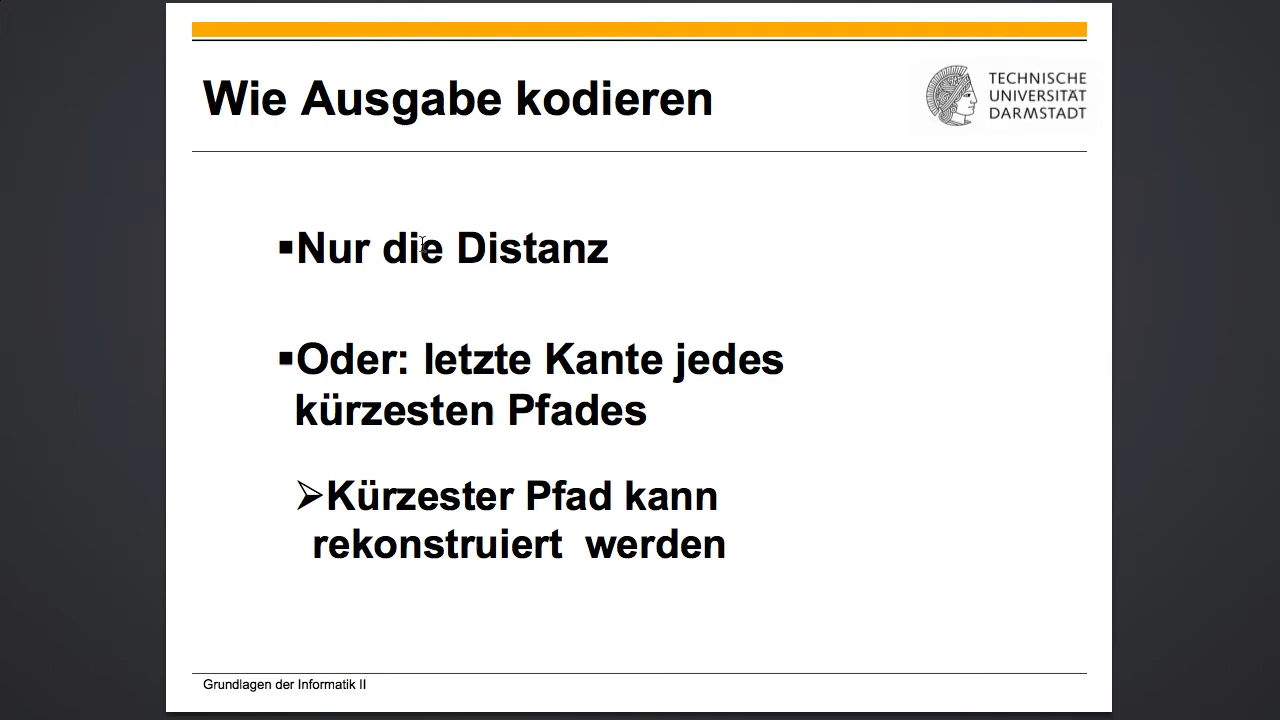 Wie Ausgabe kodieren
TECHNISCHE
UNIVERSITÄT
DARMSTADT
▪Nur die Distanz
▪Oder: letzte Kante jedes
kürzesten Pfades
➢Kürzester Pfad kann
rekonstruiert werden
Grundlagen der Informatik II